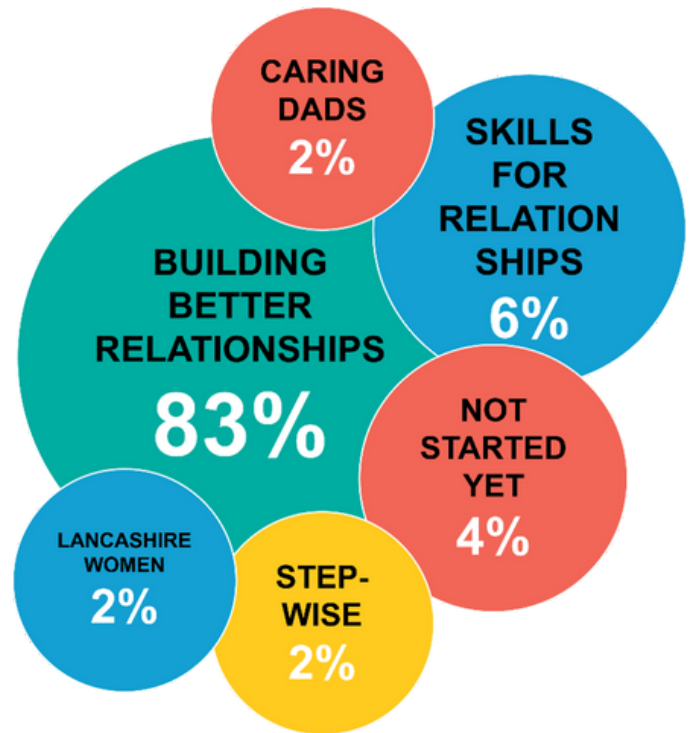 CARING
DADS
2%
SKILLS
FOR
RELATION
SHIPS
6%
BUILDING
BETTER
RELATIONSHIPS
83%
NOT
STARTED
YET
4%
LANCASHIRE
WOMEN
2%
STEP-
WISE
2%